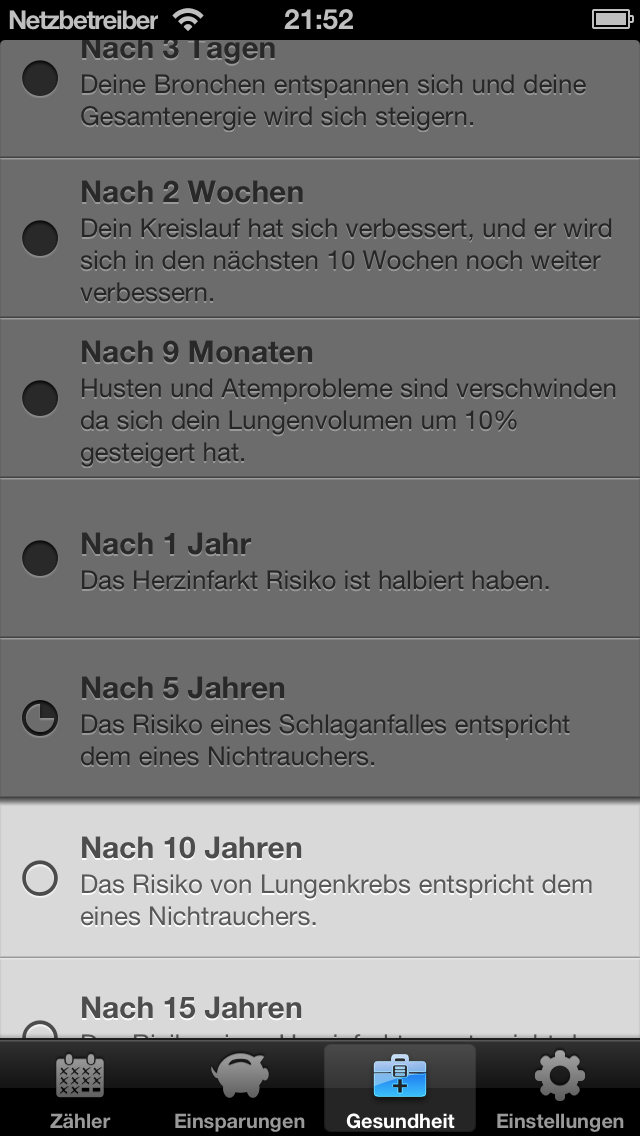 Netzbetreiber 21:52
Nach 3 Tagen
Deine Bronchen entspannen sich und deine
Gesamtenergie wird sich steigern.
Nach 2 Wochen
Dein Kreislauf hat sich verbessert, und er wird
sich in den nächsten 10 Wochen noch weiter
verbessern.
Nach 9 Monaten
Husten und Atemprobleme sind verschwinden
da sich dein Lungenvolumen um 10%
gesteigert hat.
Nach 1 Jahr
Das Herzinfarkt Risiko ist halbiert haben.
Nach 5 Jahren
Das Risiko eines Schlaganfalles entspricht
dem eines Nichtrauchers.
Nach 10 Jahren
Das Risiko von Lungenkrebs entspricht dem
eines Nichtrauchers.
Nach 15 Jahren
Zähler Einsparungen Gesundheit Einstellungen